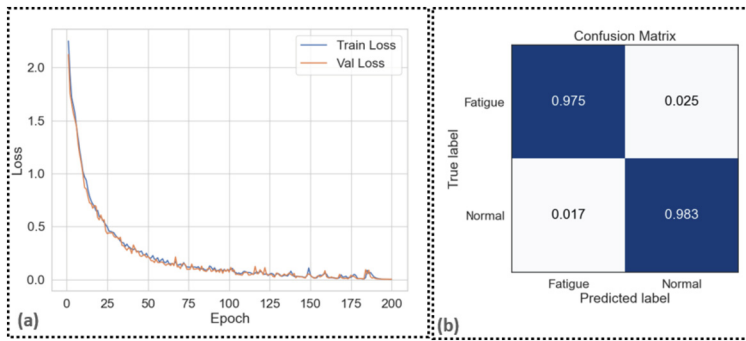 Train Loss
Val Loss
2.0
1.5
1.0
0.5
0.0
Loss
0 25 50 75 100 125 150 175 200
Epoch
(a)
Confusion Matrix
Fatigue
Normal
True label
0.975 0.025
0.017 0.983
Fatigue Normal
Predicted label
(b)